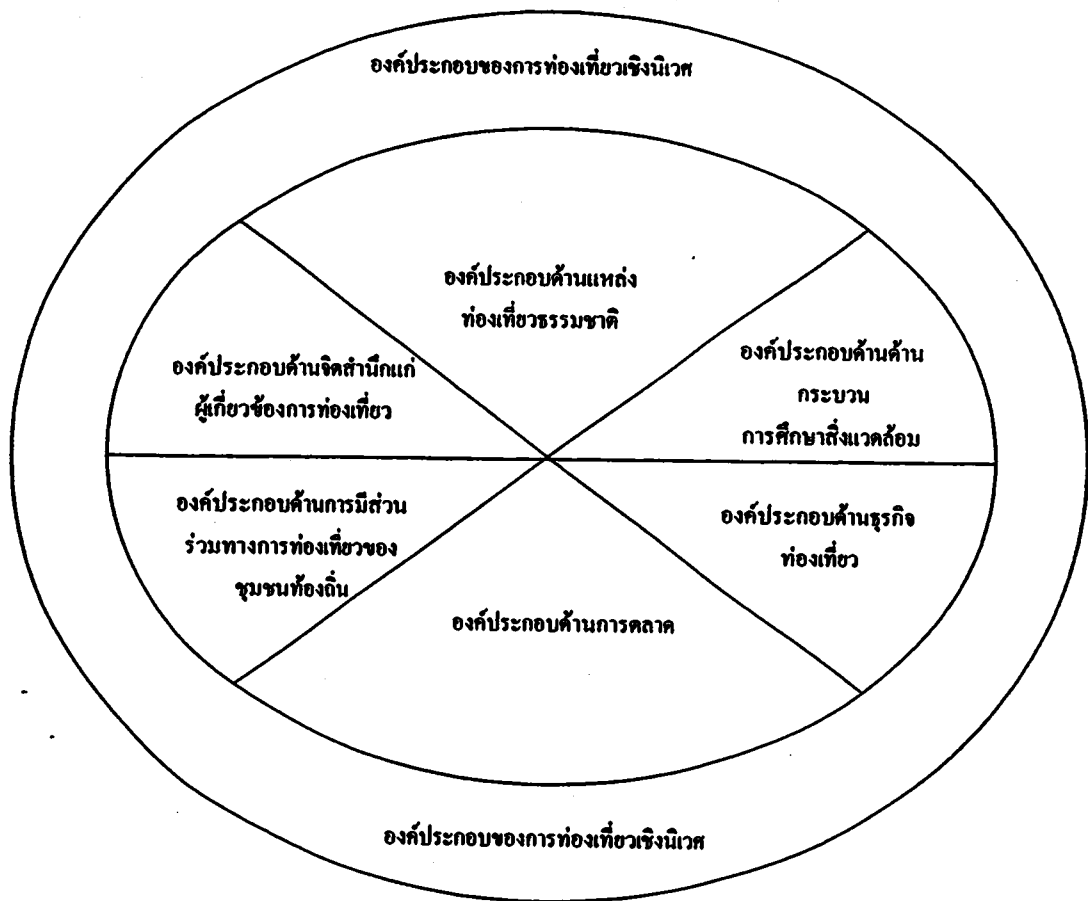 องค์ประกอบของการท่องเที่ยวเชิงนิเวศ
องค์ประกอบด้านแหล่ง
ท่องเที่ยวธรรมชาติ
องค์ประกอบด้านด้าน
กระบวน
การศึกษาสิ่งแวดล้อม
องค์ประกอบด้านจิตสำนึกแก่
ผู้เกี่ยวข้องการท่องเที่ยว
องค์ประกอบด้านการมีส่วน
ร่วมทางการท่องเที่ยวของ
ชุมชนท้องถิ่น
องค์ประกอบด้านธุรกิจ
ท่องเที่ยว
องค์ประกอบด้านการตลาด
องค์ประกอบของการท่องเที่ยวเชิงนิเวศ